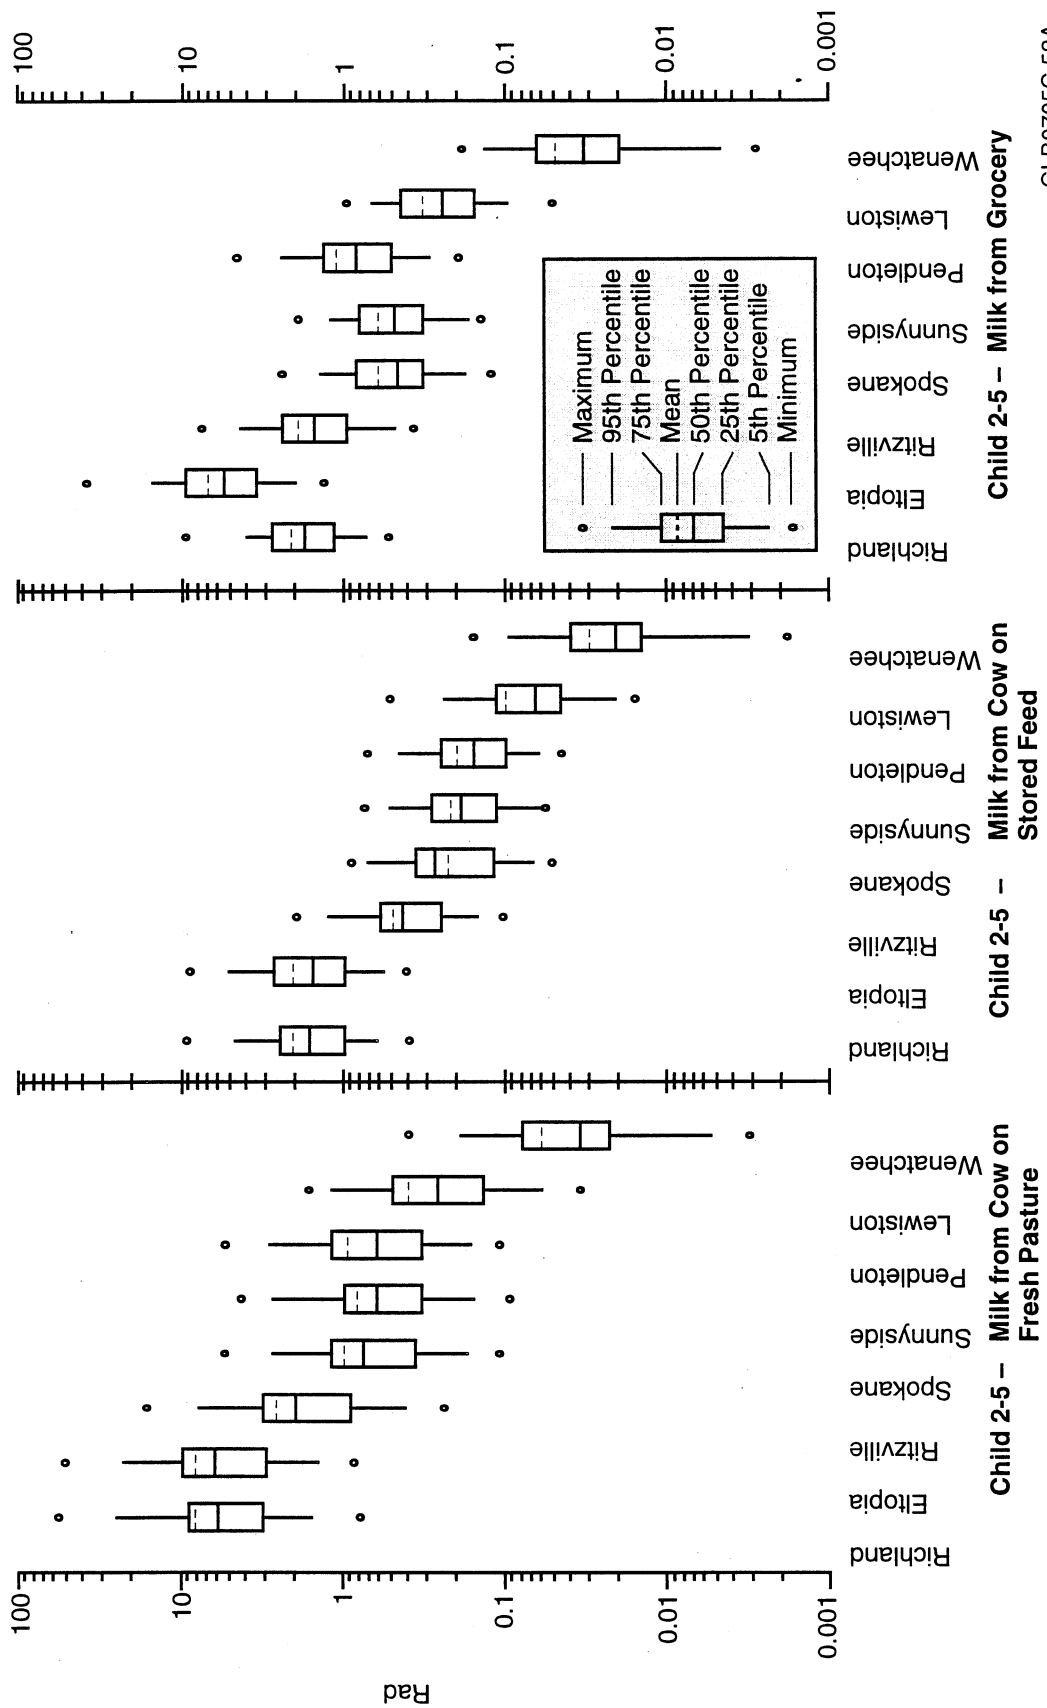 100
10
1
0.1
0.01
0.001
Rad
Richland
Eltopia
Ritzville
Spokane
Sunnyside
Pendleton
Lewiston
Wenatchee
Child 2-5 – Milk from Cow on
Fresh Pasture
Richland
Eltopia
Ritzville
Spokane
Sunnyside
Pendleton
Lewiston
Wenatchee
Child 2-5 – Milk from Cow on
Stored Feed
Richland
Eltopia
Ritzville
Spokane
Sunnyside
Pendleton
Lewiston
Wenatchee
Child 2-5 – Milk from Grocery
Maximum
95th Percentile
75th Percentile
Mean
50th Percentile
25th Percentile
5th Percentile
Minimum
100
10
1
0.1
0.01
0.001